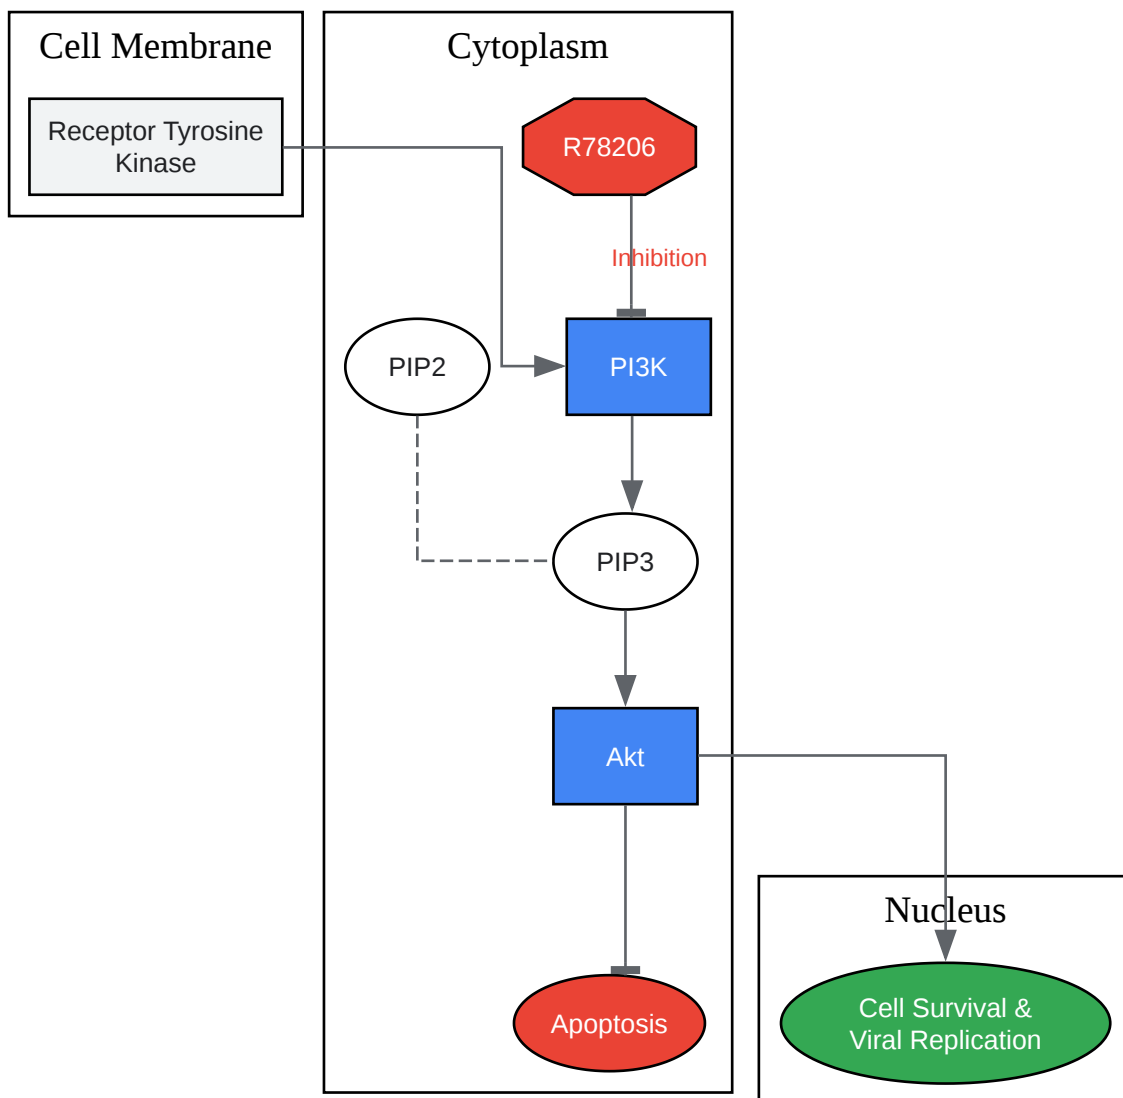 Cell Membrane
Cytoplasm
Receptor Tyrosine
Kinase
R78206
Inhibition
PIP2
PI3K
PIP3
Akt
Nucleus
Apoptosis
Cell Survival &
Viral Replication